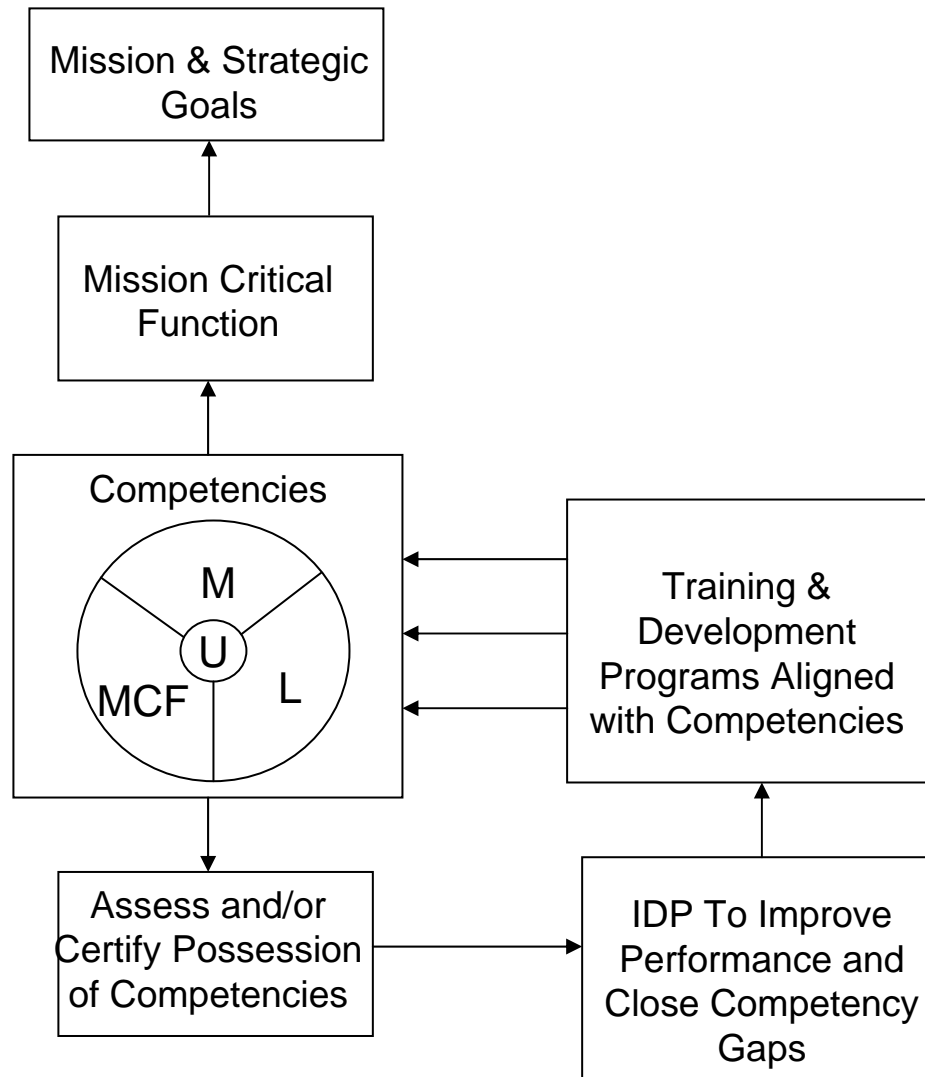 Mission & Strategic
Goals
Mission Critical
Function
Competencies
M
U
MCF
L
Training &
Development
Programs Aligned
with Competencies
Assess and/or
Certify Possession
of Competencies
IDP To Improve
Performance and
Close Competency
Gaps